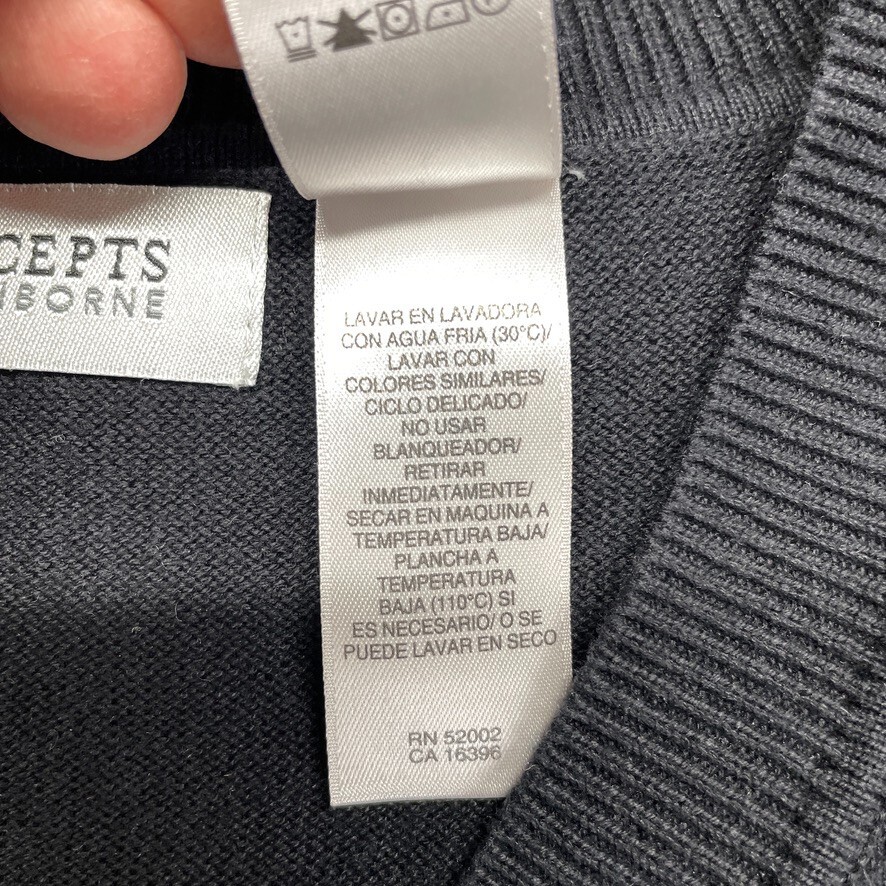 CEPTS
IBORNE
LAVAR EN LAVADORA
CON AGUA FRIA (30°C)/
LAVAR CON
COLORES SIMILARES/
CICLO DELICADO/
NO USAR
BLANQUEADOR/
RETIRAR
INMEDIATAMENTE/
SECAR EN MAQUINA A
TEMPERATURA BAJA/
PLANCHA A
TEMPERATURA
BAJA (110°C) SI
ES NECESARIO/ O SE
PUEDE LAVAR EN SECO
RN 52002
CA 16396